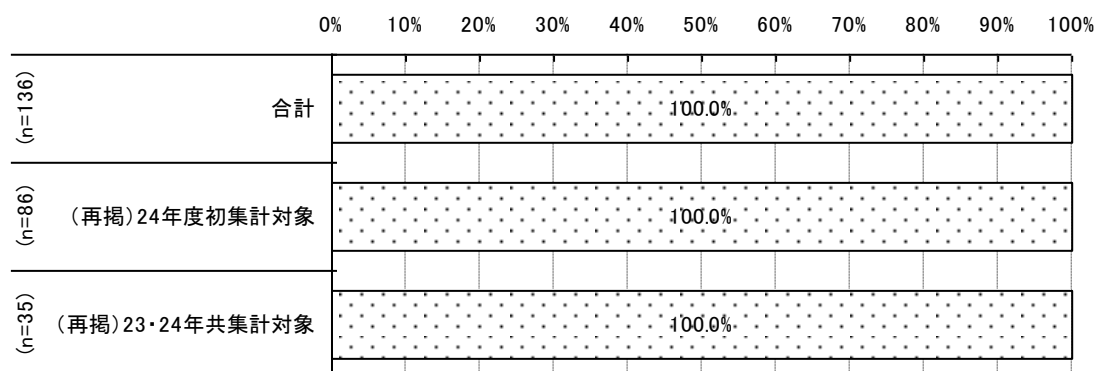 0% 10% 20% 30% 40% 50% 60% 70% 80% 90% 100%
(n=136) 合計 100.0%
(n=86) (再掲)24年度初集計対象 100.0%
(n=35) (再掲)23・24年共集計対象 100.0%